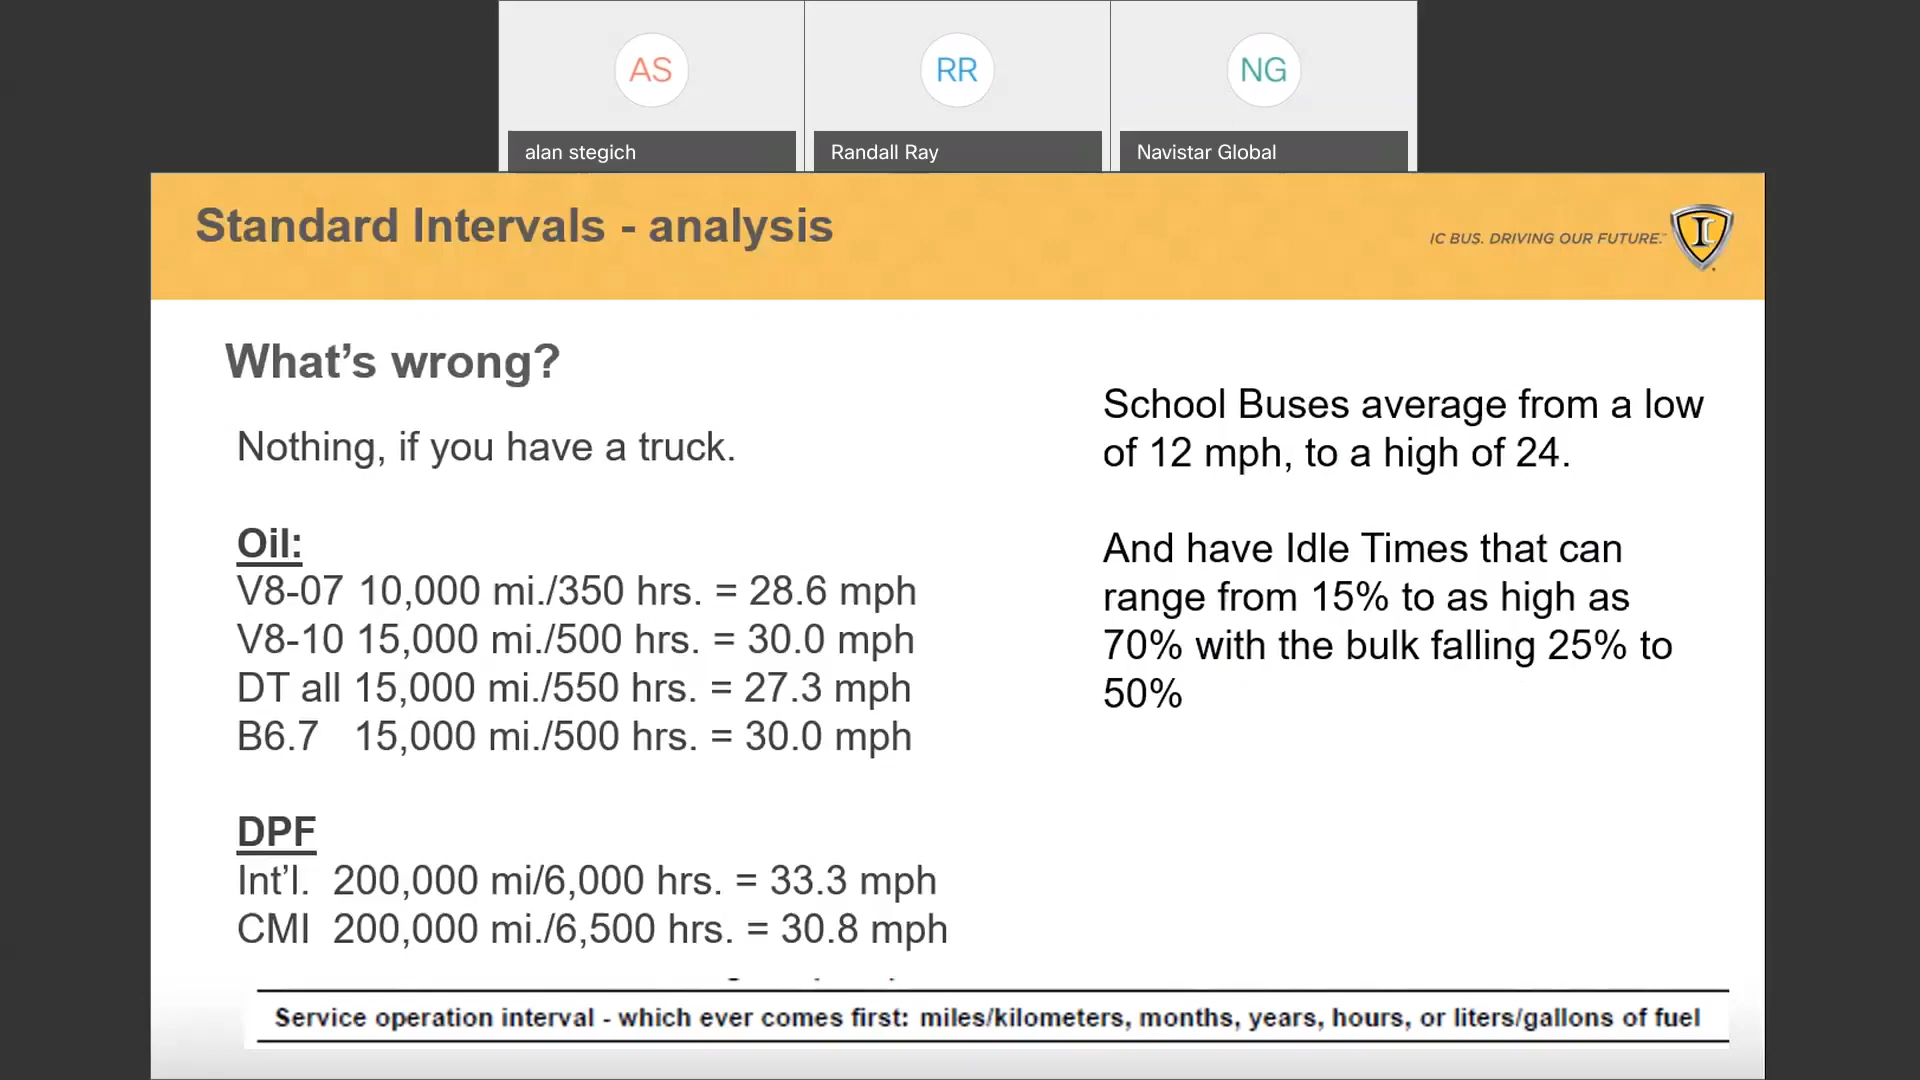 AS
RR
NG
alan stegich
Randall Ray
Navistar Global
Standard Intervals - analysis
IC BUS. DRIVING OUR FUTURE.™
What’s wrong?
Nothing, if you have a truck.
Oil:
V8-07 10,000 mi./350 hrs. = 28.6 mph
V8-10 15,000 mi./500 hrs. = 30.0 mph
DT all 15,000 mi./550 hrs. = 27.3 mph
B6.7 15,000 mi./500 hrs. = 30.0 mph
DPF
Int’l. 200,000 mi/6,000 hrs. = 33.3 mph
CMI 200,000 mi./6,500 hrs. = 30.8 mph
School Buses average from a low
of 12 mph, to a high of 24.
And have Idle Times that can
range from 15% to as high as
70% with the bulk falling 25% to
50%
Service operation interval - which ever comes first: miles/kilometers, months, years, hours, or liters/gallons of fuel